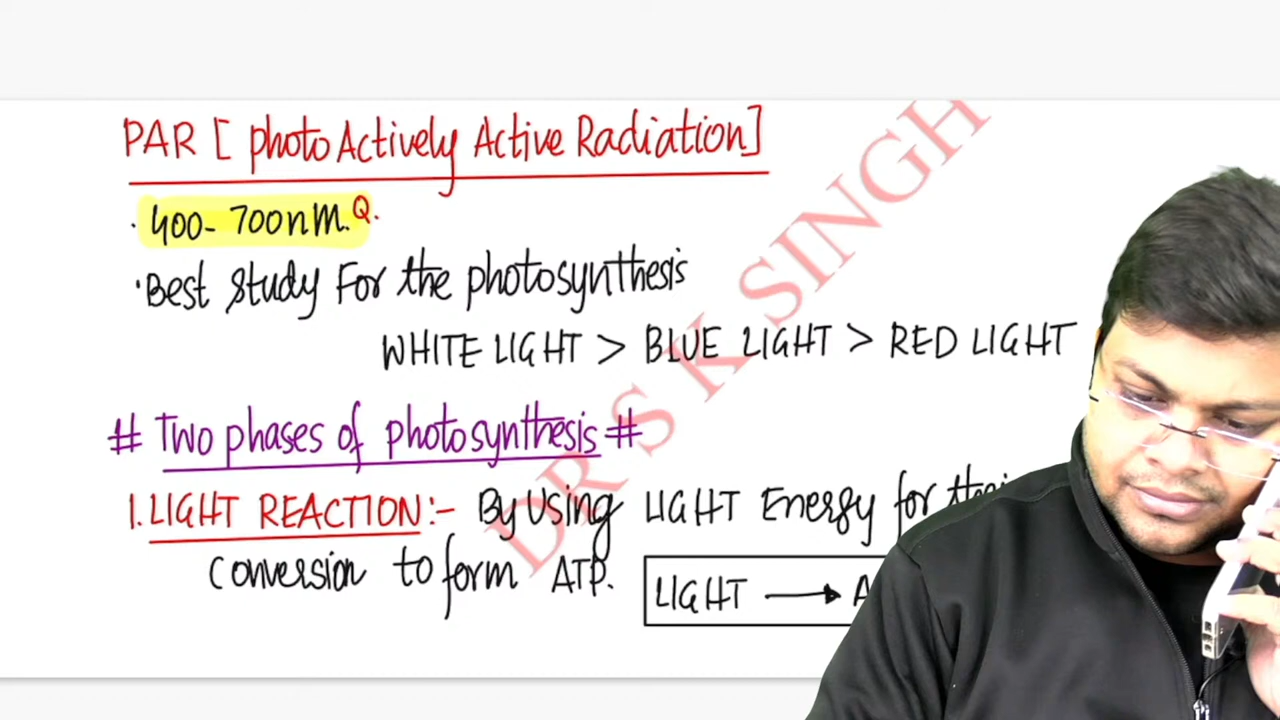 PAR [ photo Actively Active Radiation]
· 400-700nm. Q.
· Best study For the photosynthesis
WHITE LIGHT > BLUE LIGHT > RED LIGHT
# Two phases of photosynthesis #
1. LIGHT REACTION:- By Using LIGHT Energy for
conversion to form ATP.
LIGHT →
DR S K SINGH